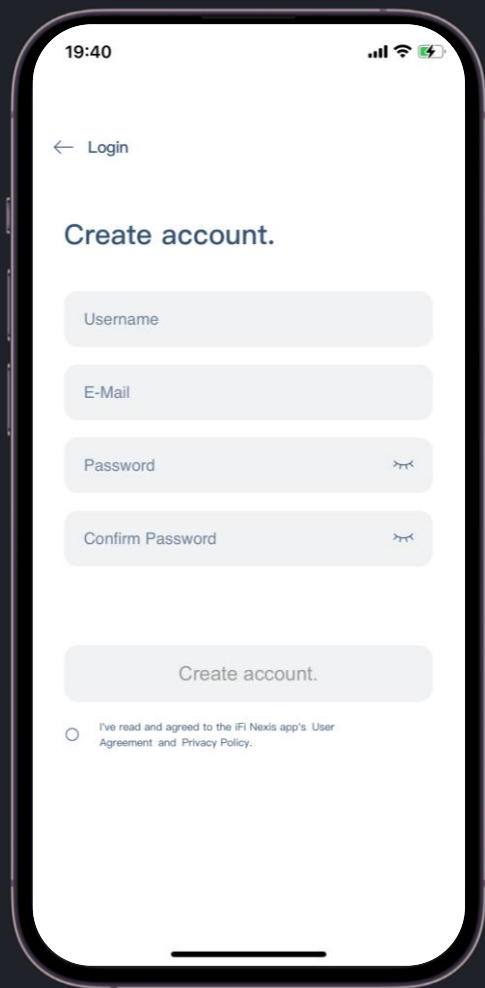 19:40
Login
Create account.
Username
E-Mail
Password
Confirm Password
Create account.
I've read and agreed to the iFi Nexis app's User
Agreement and Privacy Policy.